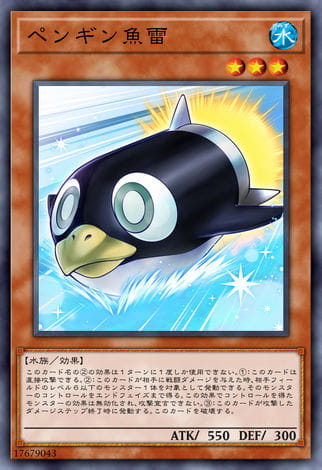 ペンギン魚雷
水
【水族／効果】
このカード名の②の効果は１ターンに１度しか使用できない。①:このカードは
直接攻撃できる。②:このカードが相手に戦闘ダメージを与えた時、相手フィー
ルドのレベル６以下のモンスター１体を対象として発動できる。そのモンスタ
ーのコントロールをエンドフェイズまで得る。この効果でコントロールを得た
モンスターの効果は無効化され、攻撃宣言できない。③:このカードが攻撃した
ダメージステップ終了時に発動する。このカードを破壊する。
ATK/ 550 DEF/ 300
17679043